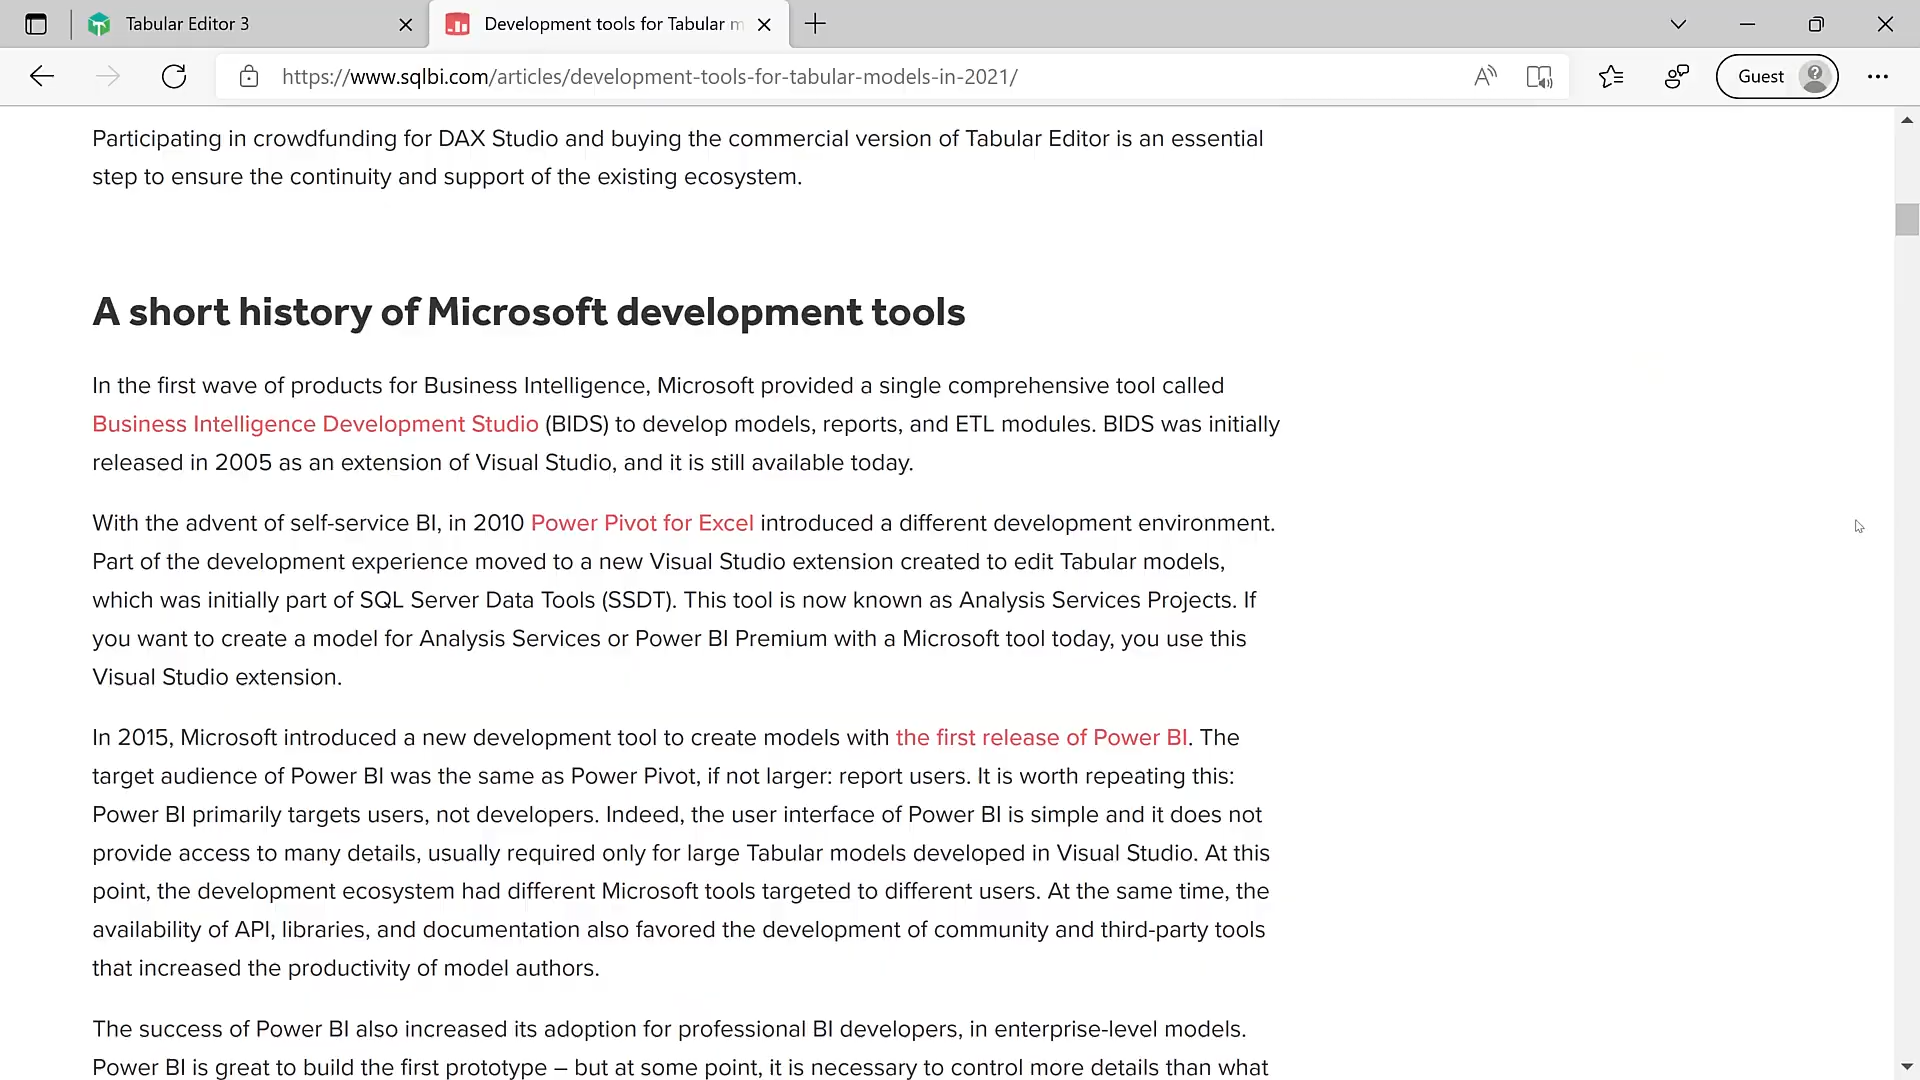 Tabular Editor 3
Development tools for Tabular m
https://www.sqlbi.com/articles/development-tools-for-tabular-models-in-2021/
Guest
Participating in crowdfunding for DAX Studio and buying the commercial version of Tabular Editor is an essential
step to ensure the continuity and support of the existing ecosystem.
A short history of Microsoft development tools
In the first wave of products for Business Intelligence, Microsoft provided a single comprehensive tool called
Business Intelligence Development Studio (BIDS) to develop models, reports, and ETL modules. BIDS was initially
released in 2005 as an extension of Visual Studio, and it is still available today.
With the advent of self-service BI, in 2010 Power Pivot for Excel introduced a different development environment.
Part of the development experience moved to a new Visual Studio extension created to edit Tabular models,
which was initially part of SQL Server Data Tools (SSDT). This tool is now known as Analysis Services Projects. If
you want to create a model for Analysis Services or Power BI Premium with a Microsoft tool today, you use this
Visual Studio extension.
In 2015, Microsoft introduced a new development tool to create models with the first release of Power BI. The
target audience of Power BI was the same as Power Pivot, if not larger: report users. It is worth repeating this:
Power BI primarily targets users, not developers. Indeed, the user interface of Power BI is simple and it does not
provide access to many details, usually required only for large Tabular models developed in Visual Studio. At this
point, the development ecosystem had different Microsoft tools targeted to different users. At the same time, the
availability of API, libraries, and documentation also favored the development of community and third-party tools
that increased the productivity of model authors.
The success of Power BI also increased its adoption for professional BI developers, in enterprise-level models.
Power BI is great to build the first prototype – but at some point, it is necessary to control more details than what